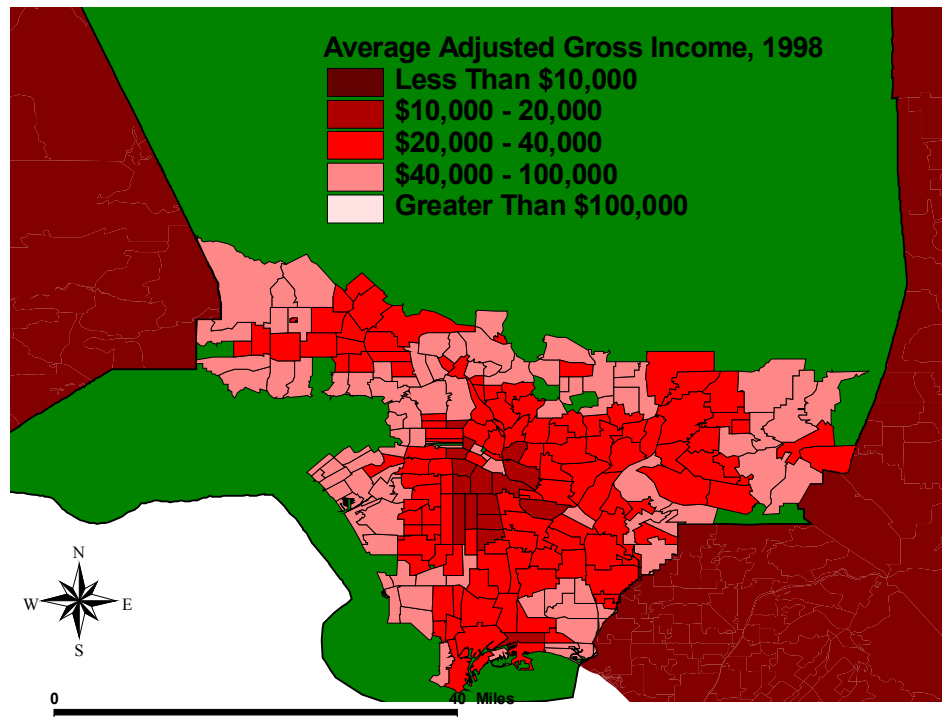 Average Adjusted Gross Income, 1998
Less Than $10,000
$10,000 - 20,000
$20,000 - 40,000
$40,000 - 100,000
Greater Than $100,000
N
W E
S
0 40 Miles